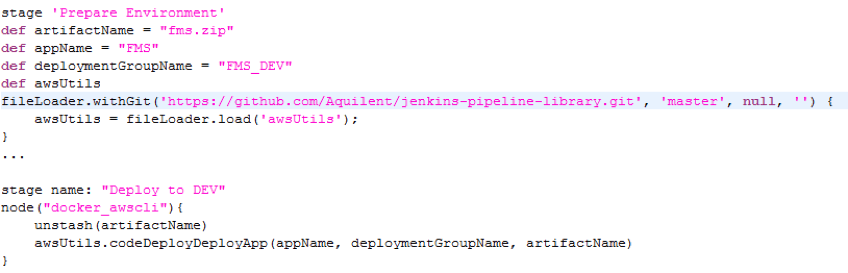 stage 'Prepare Environment'
def artifactName = "fms.zip"
def appName = "FMS"
def deploymentGroupName = "FMS_DEV"
def awsUtils
fileLoader.withGit('https://github.com/Aquilent/jenkins-pipeline-library.git', 'master', null, '') {
    awsUtils = fileLoader.load('awsUtils');
}
...

stage name: "Deploy to DEV"
node("docker_awscli"){
    unstash(artifactName)
    awsUtils.codeDeployDeployApp(appName, deploymentGroupName, artifactName)
}